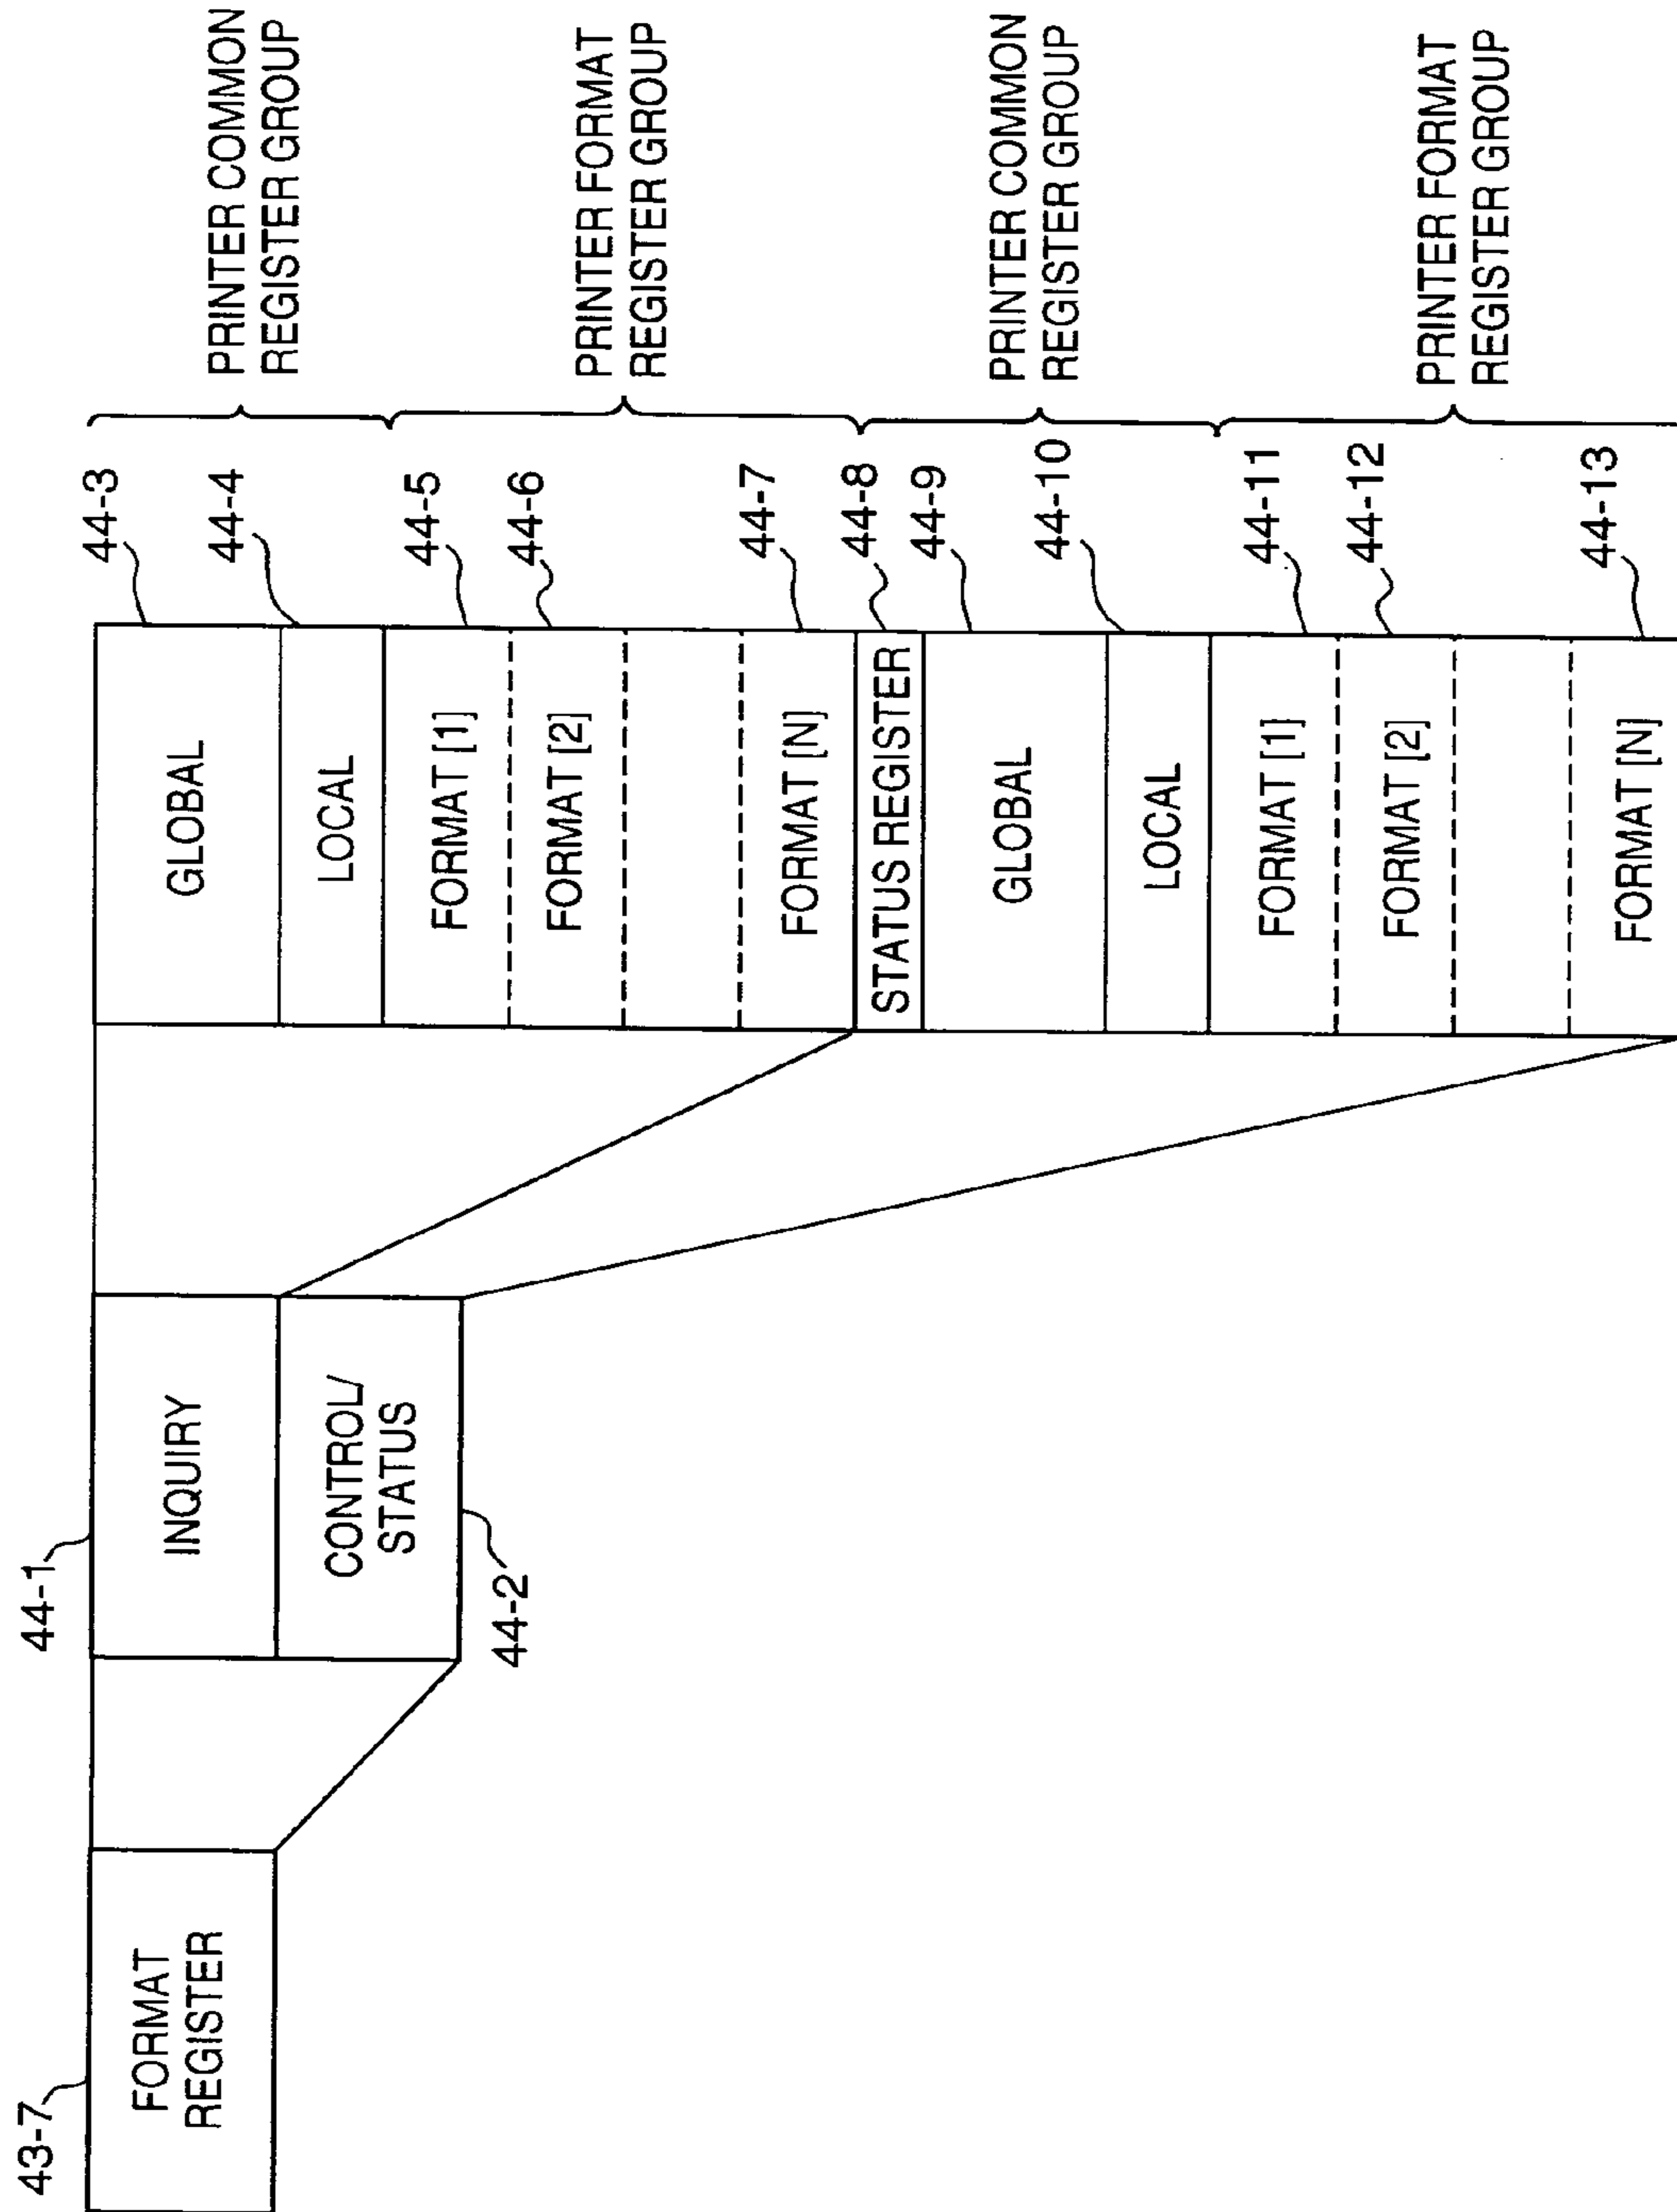 43-7
FORMAT
REGISTER
44-1
INQUIRY
CONTROL/
STATUS
44-2
GLOBAL
44-3
LOCAL
44-4
FORMAT [1]
44-5
FORMAT [2]
44-6
FORMAT [N]
44-7
STATUS REGISTER
44-8
GLOBAL
44-9
LOCAL
44-10
FORMAT [1]
44-11
FORMAT [2]
44-12
FORMAT [N]
44-13
PRINTER COMMON
REGISTER GROUP
PRINTER FORMAT
REGISTER GROUP
PRINTER COMMON
REGISTER GROUP
PRINTER FORMAT
REGISTER GROUP